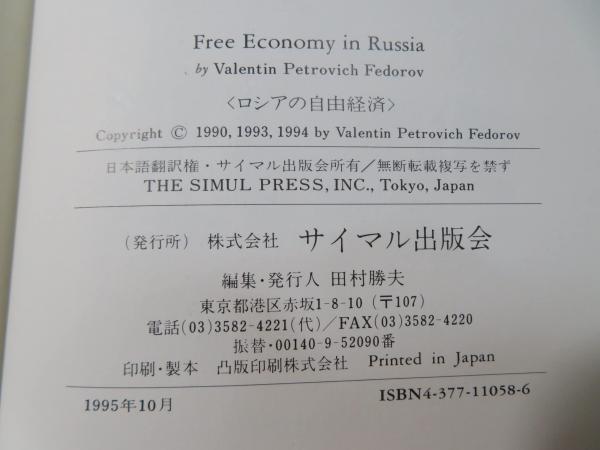 Free Economy in Russia
by Valentin Petrovich Fedorov
〈ロシアの自由経済〉
Copyright © 1990, 1993, 1994 by Valentin Petrovich Fedorov
日本語翻訳権・サイマル出版会所有/無断転載複写を禁ず
THE SIMUL PRESS, INC., Tokyo, Japan
(発行所) 株式会社 サイマル出版会
編集・発行人 田村勝夫
東京都港区赤坂1-8-10 (〒107)
電話(03)3582-4221(代)/FAX(03)3582-4220
振替・00140-9-52090番
印刷・製本 凸版印刷株式会社 Printed in Japan
1995年10月 ISBN4-377-11058-6